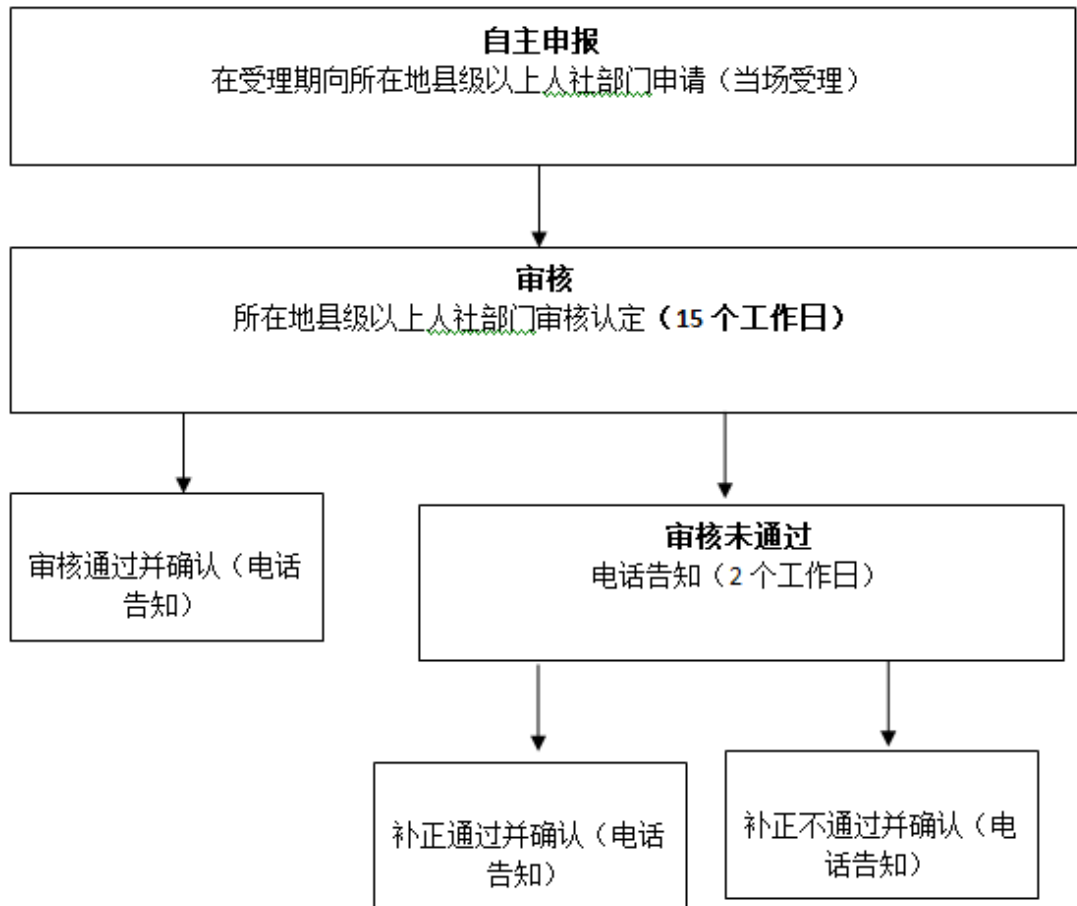 自主申报
在受理期向所在地县级以上人社部门申请（当场受理）
审核
所在地县级以上人社部门审核认定（15 个工作日）
审核通过并确认（电话
告知）
审核未通过
电话告知（2 个工作日）
补正通过并确认（电话
告知）
补正不通过并确认（电
话告知）